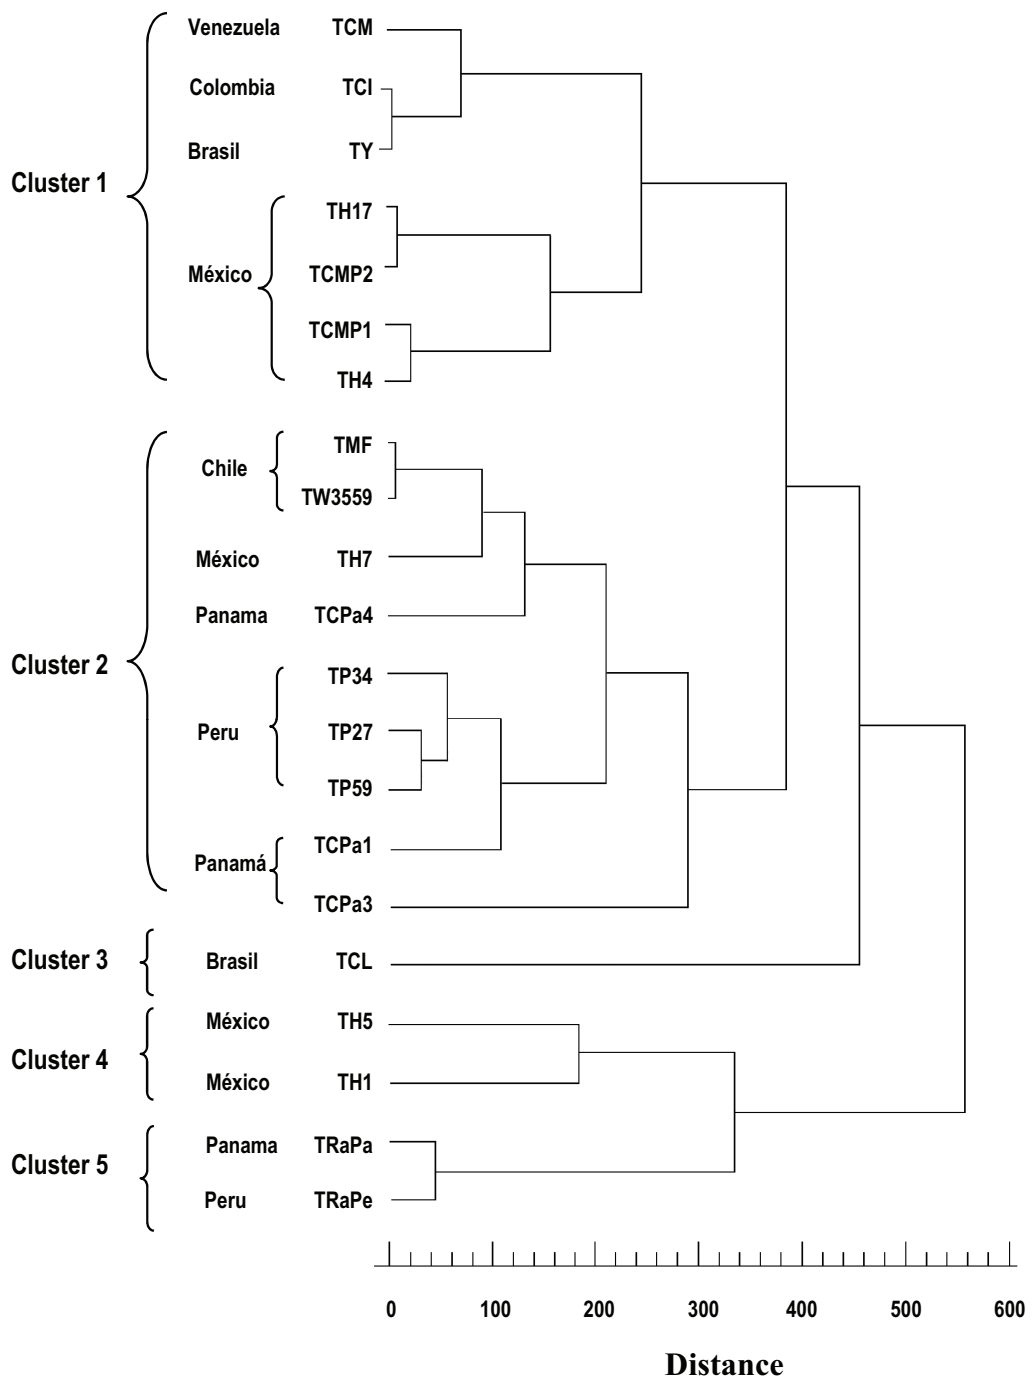 Venezuela TCM
Colombia TCI
Brasil TY
Cluster 1
TH17
México
TCMP2
TCMP1
TH4
TMF
Chile
TW3559
México TH7
Panama TCPa4
Cluster 2
TP34
Peru TP27
TP59
TCPa1
Panamá
TCPa3
Cluster 3 Brasil TCL
México TH5
Cluster 4
México TH1
Panama TRaPa
Cluster 5
Peru TRaPe
0 100 200 300 400 500 600
Distance